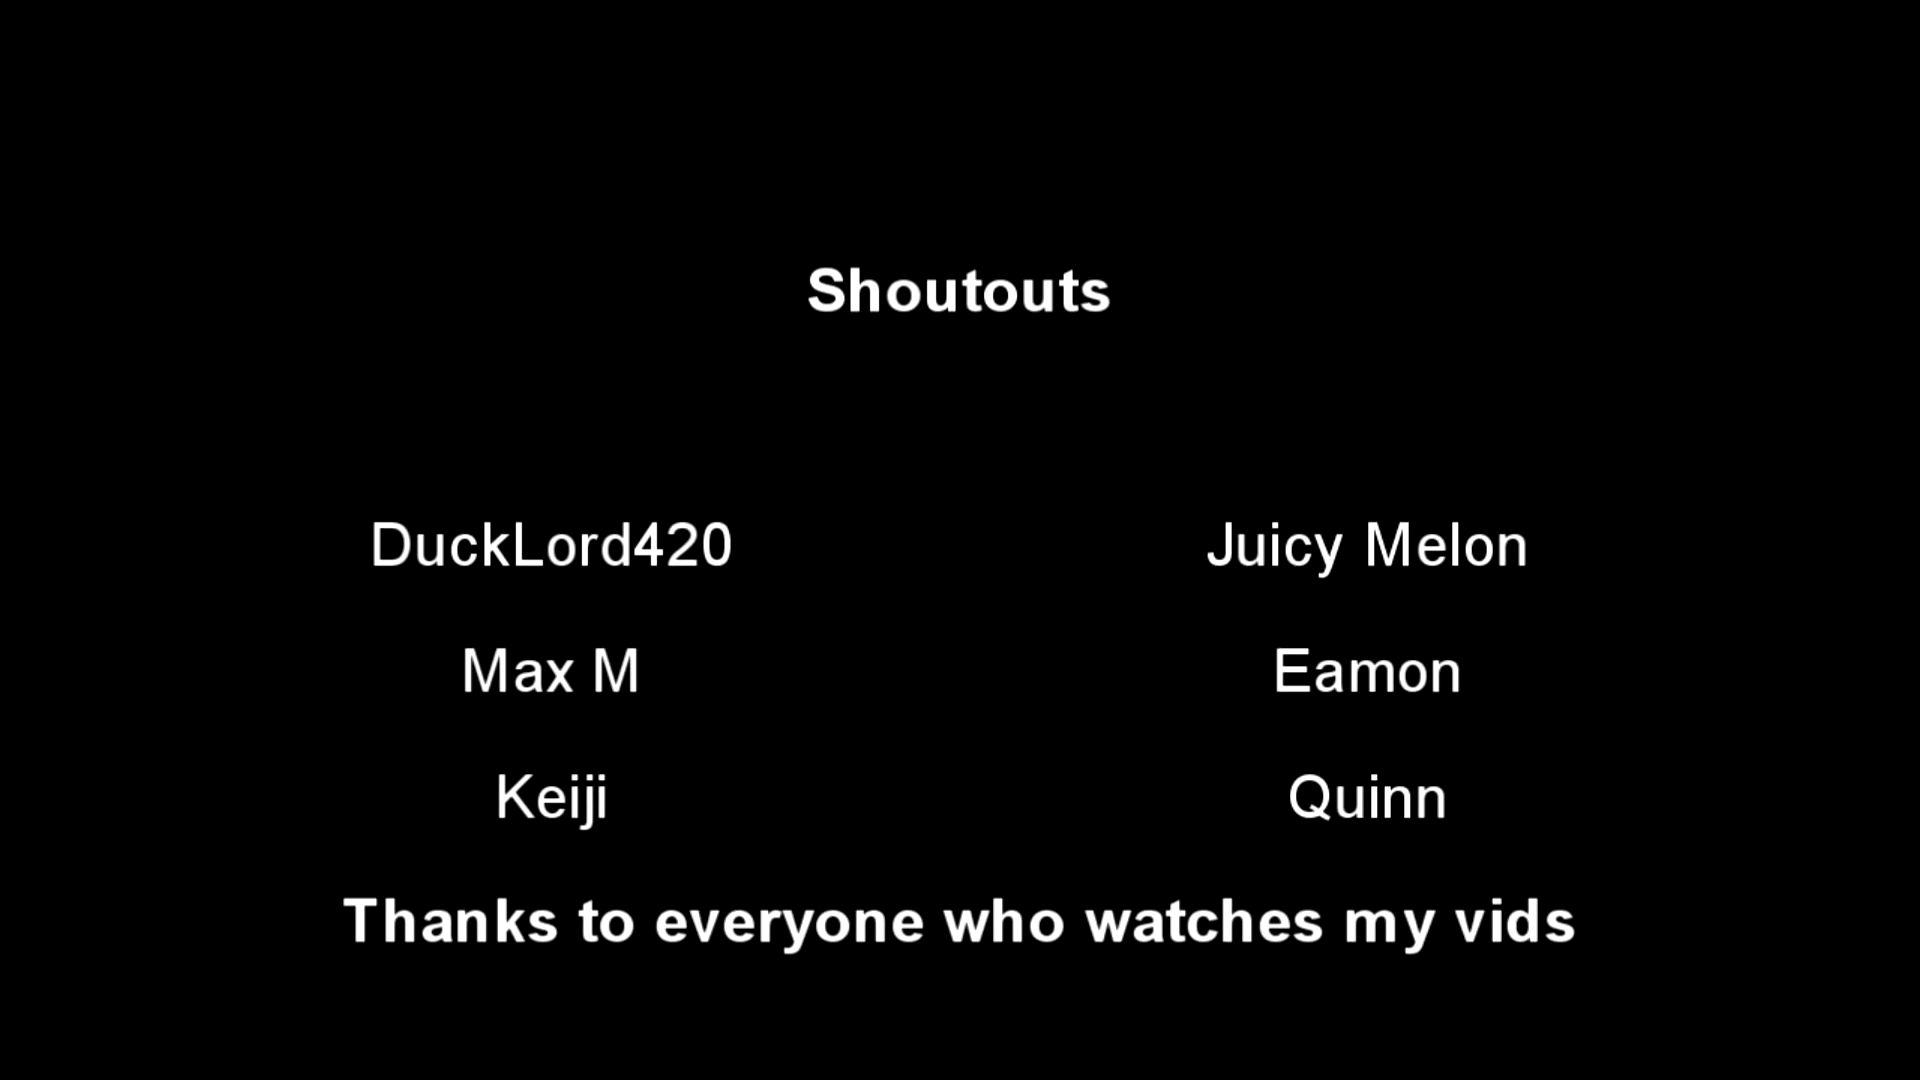 Shoutouts
DuckLord420 Juicy Melon
Max M Eamon
Keiji Quinn
Thanks to everyone who watches my vids